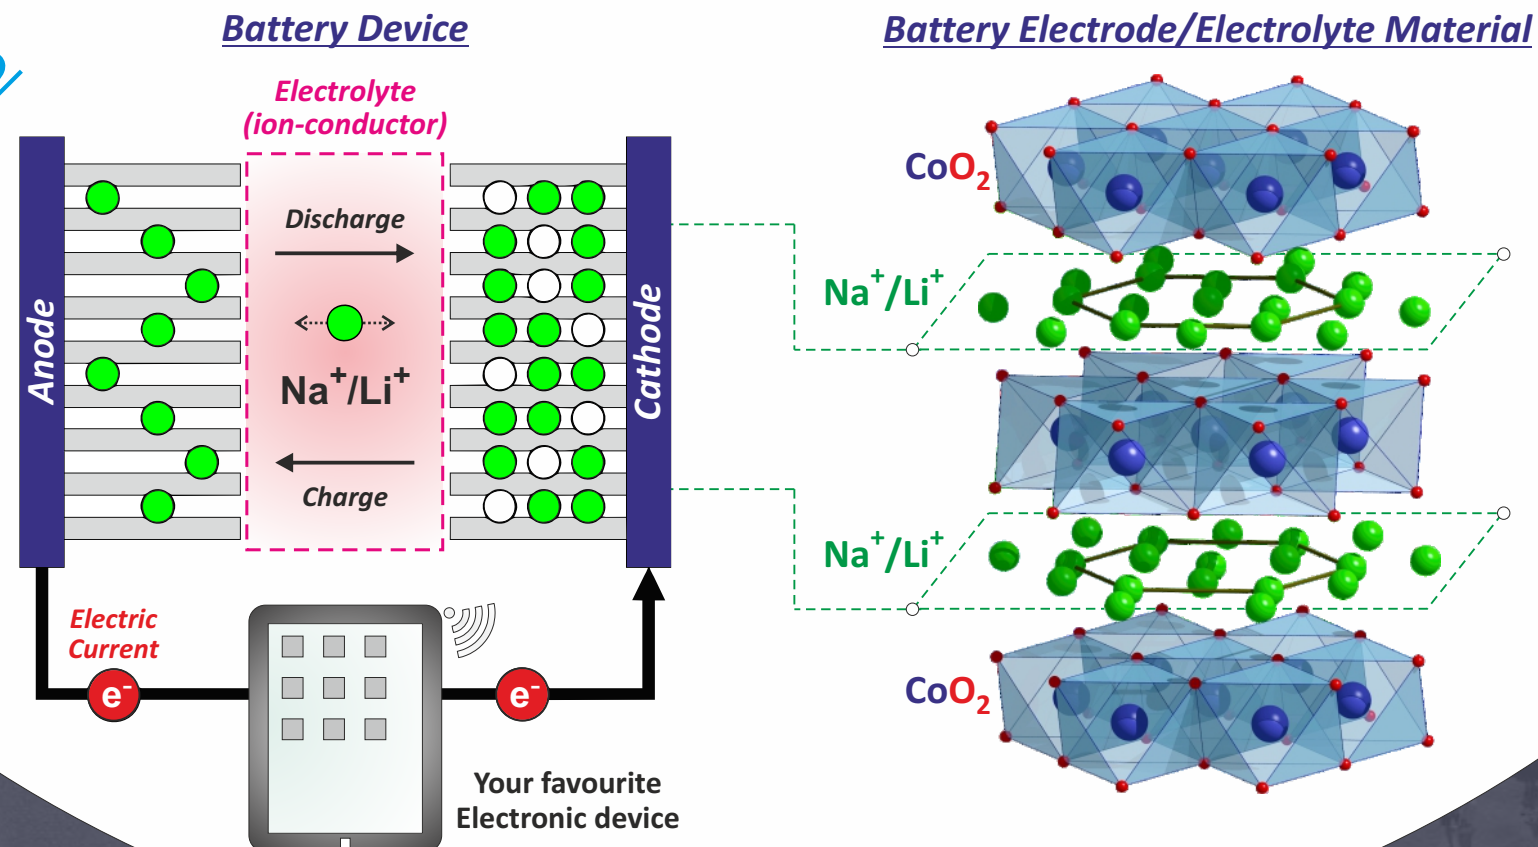 Battery Device
Electrolyte
(ion-conductor)
Discharge
Na⁺/Li⁺
Charge
Anode
Cathode
Electric
Current
e⁻
e⁻
Your favourite
Electronic device
Battery Electrode/Electrolyte Material
CoO₂
Na⁺/Li⁺
Na⁺/Li⁺
CoO₂